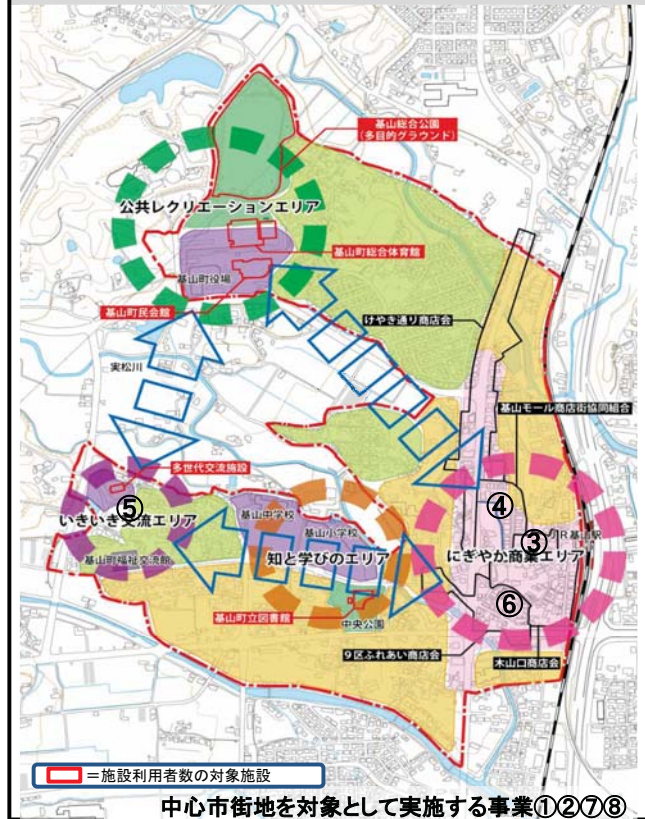 基山総合公園
(多目的グラウンド)
公共レクリエーションエリア
基山町総合体育館
基山町役場
基山町民会館
けやき通り商店会
実松川
基山モール商店街協同組合
多世代交流施設
④
⑤
いきいき交流エリア
基山中学校
基山小学校
③
JR基山駅
基山町福祉交流館
知と学びのエリア
にぎやか商業エリア
⑥
基山町立図書館
中央公園
9区ふれあい商店会
木山口商店会
=施設利用者数の対象施設
中心市街地を対象として実施する事業①②⑦⑧